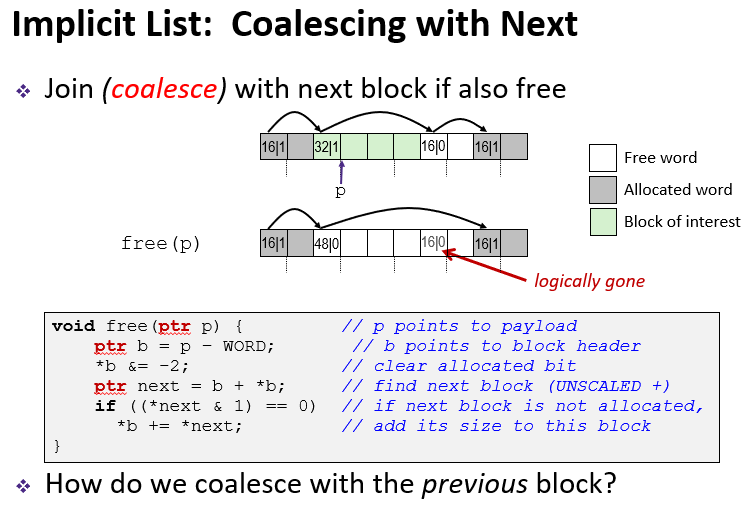 Implicit List: Coalescing with Next
❖ Join (coalesce) with next block if also free
16|1 32|1 16|0 16|1
p
Free word
Allocated word
Block of interest
free(p)
16|1 48|0 16|0 16|1
logically gone
void free(ptr p) { // p points to payload
ptr b = p - WORD; // b points to block header
*b &= -2; // clear allocated bit
ptr next = b + *b; // find next block (UNSCALED +)
if ((*next & 1) == 0) // if next block is not allocated,
*b += *next; // add its size to this block
}
❖ How do we coalesce with the previous block?